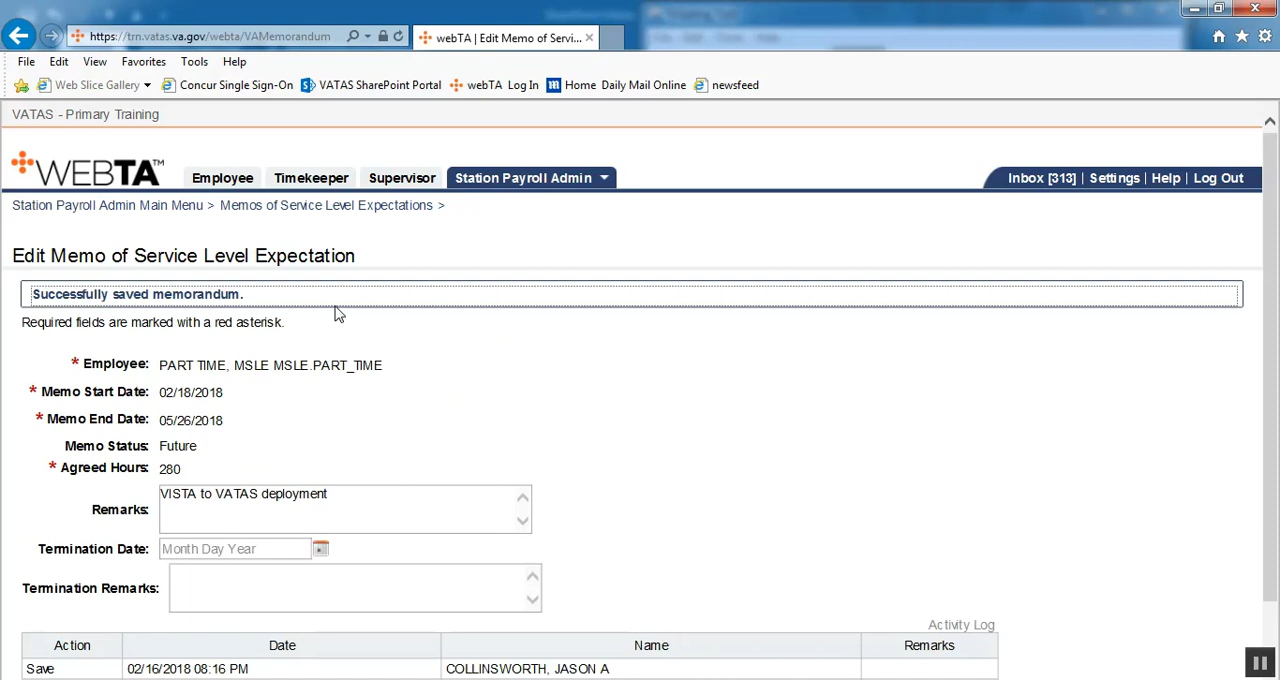 https://trn.vatas.va.gov/webta/VAMemorandum
webTA | Edit Memo of Servi...
File Edit View Favorites Tools Help
Web Slice Gallery Concur Single Sign-On VATAS SharePoint Portal webTA Log In Home Daily Mail Online newsfeed
VATAS - Primary Training
WEBTA™ Employee Timekeeper Supervisor Station Payroll Admin Inbox [313] | Settings | Help | Log Out
Station Payroll Admin Main Menu > Memos of Service Level Expectations >
Edit Memo of Service Level Expectation
Successfully saved memorandum.
Required fields are marked with a red asterisk.
* Employee: PART TIME, MSLE MSLE.PART_TIME
* Memo Start Date: 02/18/2018
* Memo End Date: 05/26/2018
Memo Status: Future
* Agreed Hours: 280
Remarks: VISTA to VATAS deployment
Termination Date: Month Day Year
Termination Remarks:
Activity Log
Action Date Name Remarks
Save 02/16/2018 08:16 PM COLLINSWORTH, JASON A